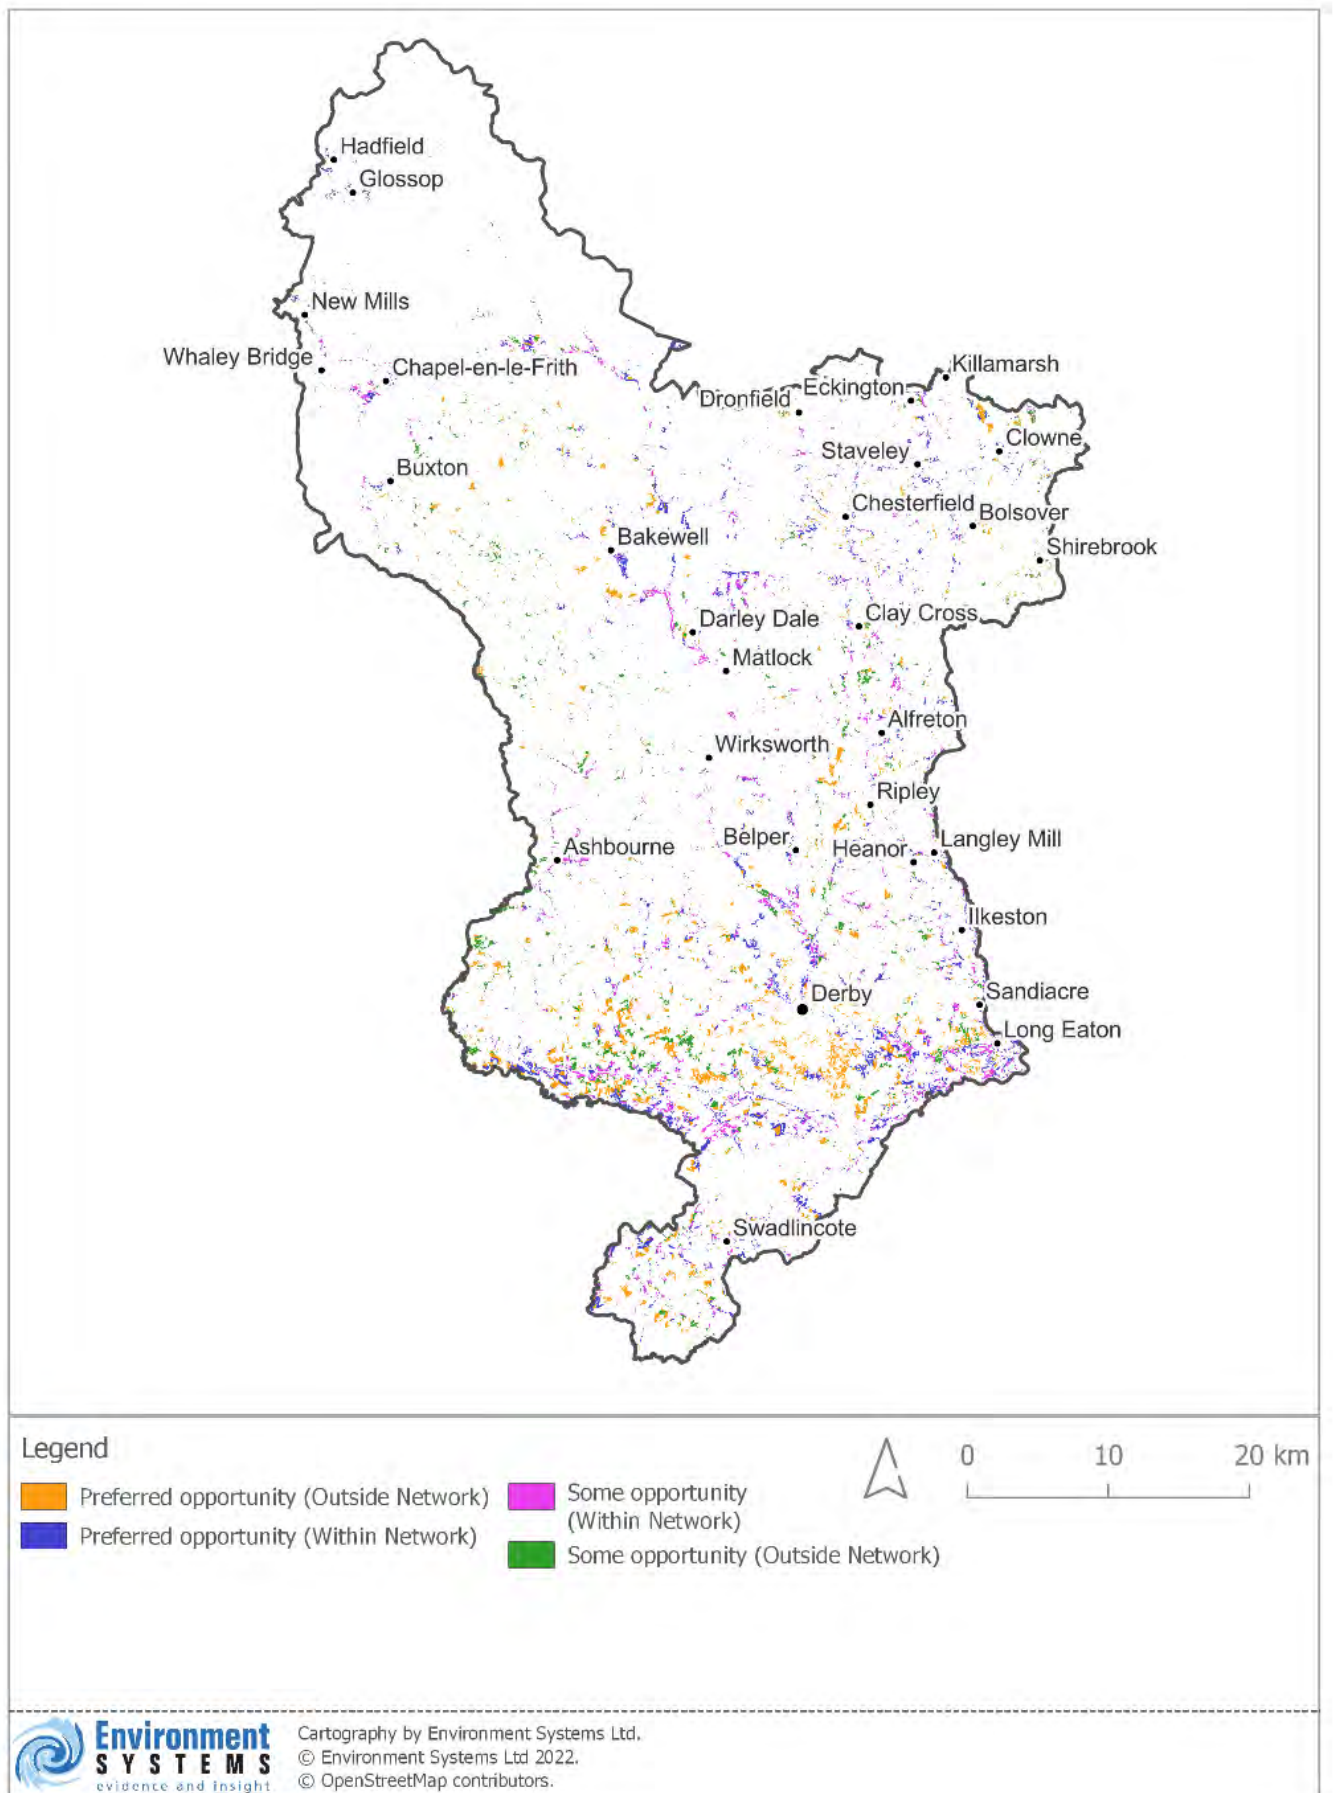 Hadfield
Glossop
New Mills
Whaley Bridge
Chapel-en-le-Frith
Killamarsh
Eckington
Dronfield
Clowne
Staveley
Buxton
Chesterfield
Bolsover
Bakewell
Shirebrook
Darley Dale
Clay Cross
Matlock
Alfreton
Wirksworth
Ripley
Belper
Langley Mill
Ashbourne
Heanor
Ilkeston
Derby
Sandiacre
Long Eaton
Swadlincote
Legend
0 10 20 km
Preferred opportunity (Outside Network)
Preferred opportunity (Within Network)
Some opportunity
(Within Network)
Some opportunity (Outside Network)
Environment
SYSTEMS
evidence and insight
Cartography by Environment Systems Ltd.
© Environment Systems Ltd 2022.
© OpenStreetMap contributors.